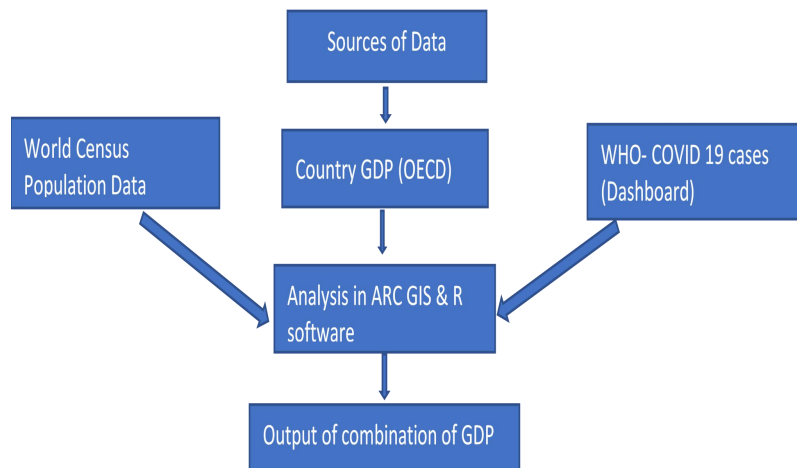 Sources of Data
World Census
Population Data
Country GDP (OECD)
WHO- COVID 19 cases
(Dashboard)
Analysis in ARC GIS & R
software
Output of combination of GDP